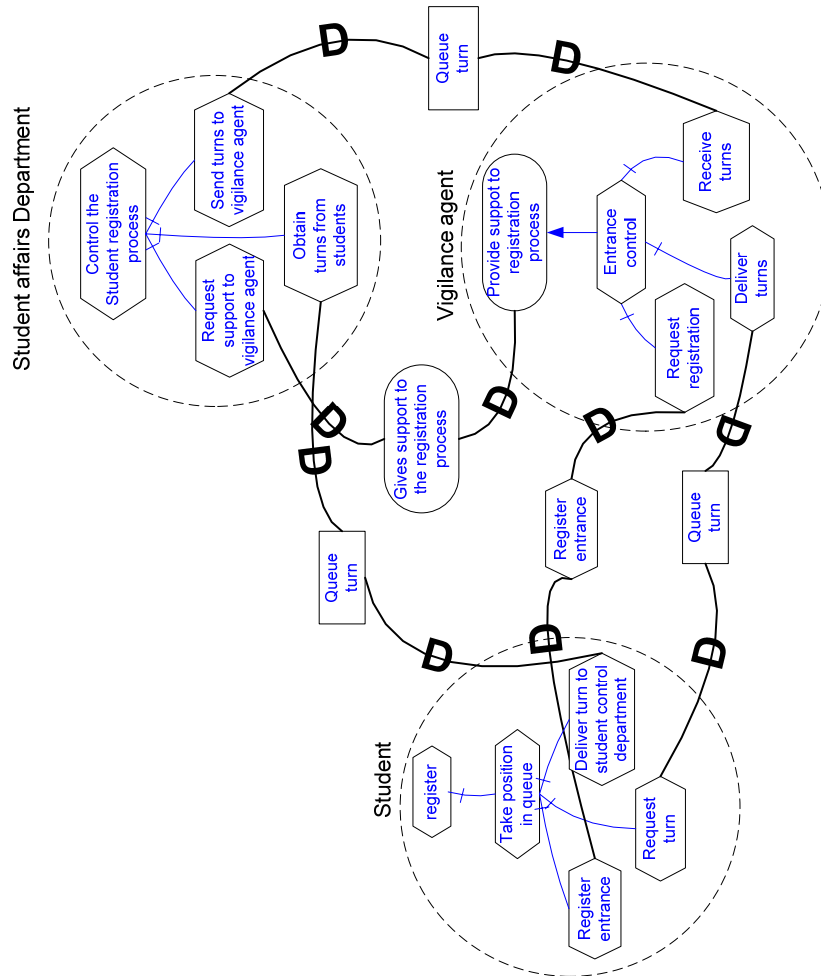 Student affairs Department
Control the
Student registration
process
Request
support to
vigilance agent
Send turns to
vigilance agent
Obtain
turns from
students
D
Queue
turn
D
D
D
Gives support to
the registration
process
D
Vigilance agent
Provide suppot to
registration
process
Entrance
control
Receive
turns
Request
registration
Deliver
turns
Queue
turn
D
D
D
Register
entrance
D
Queue
turn
D
Student
register
Take position
in queue
Deliver turn to
student control
department
Register
entrance
Request
turn